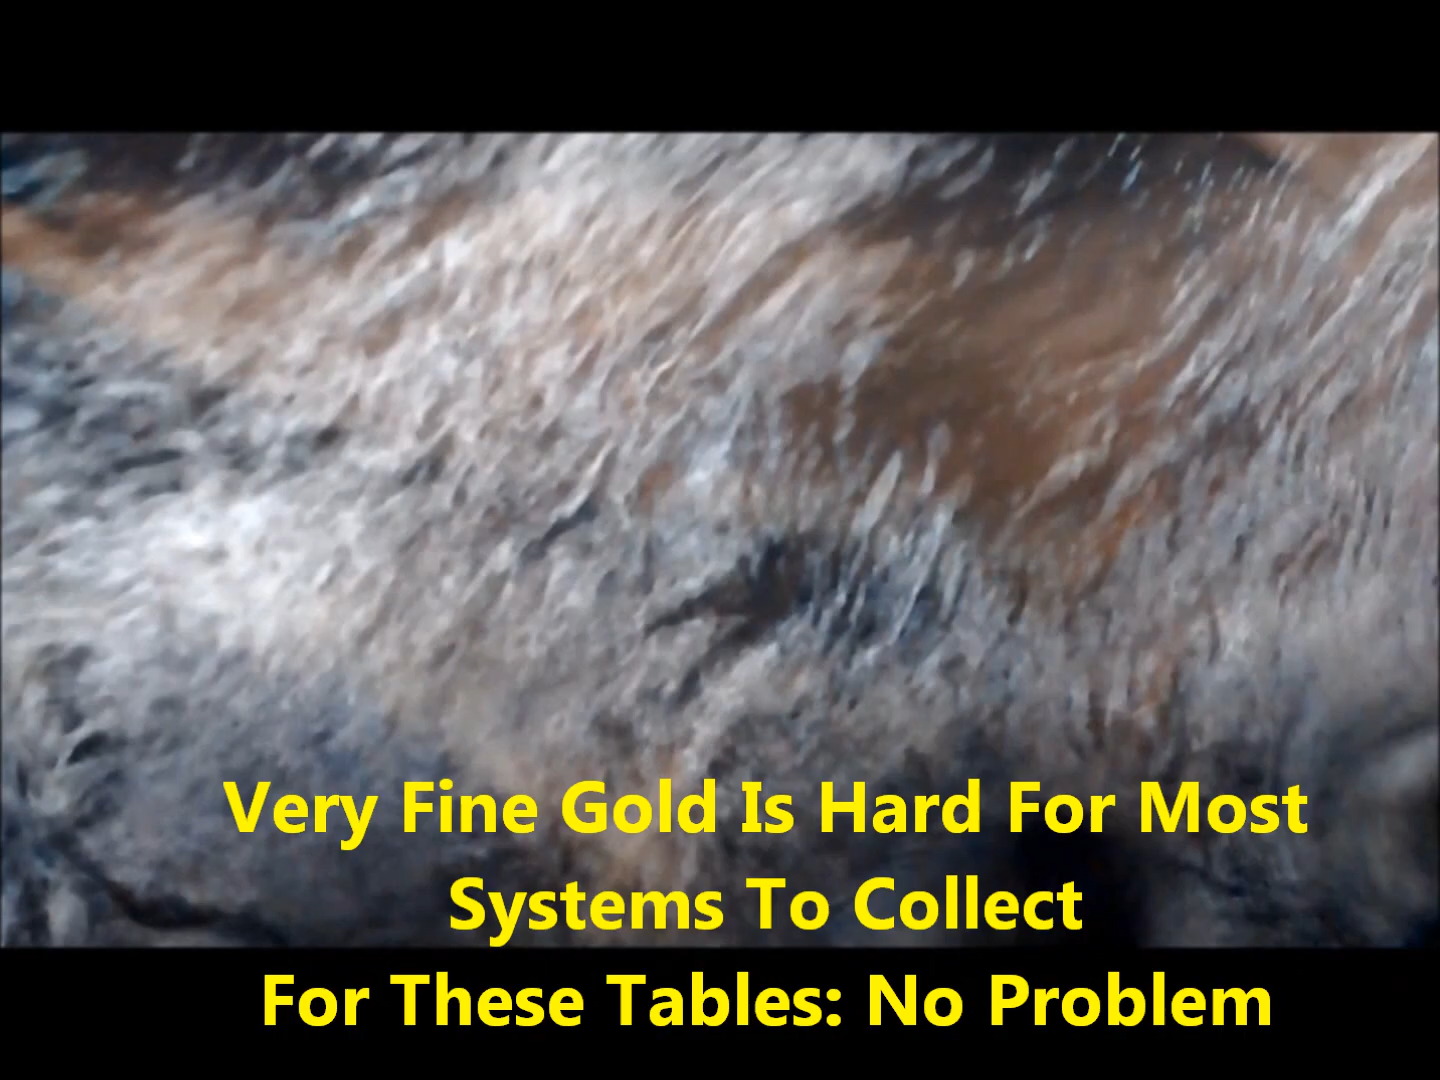 Very Fine Gold Is Hard For Most
Systems To Collect
For These Tables: No Problem